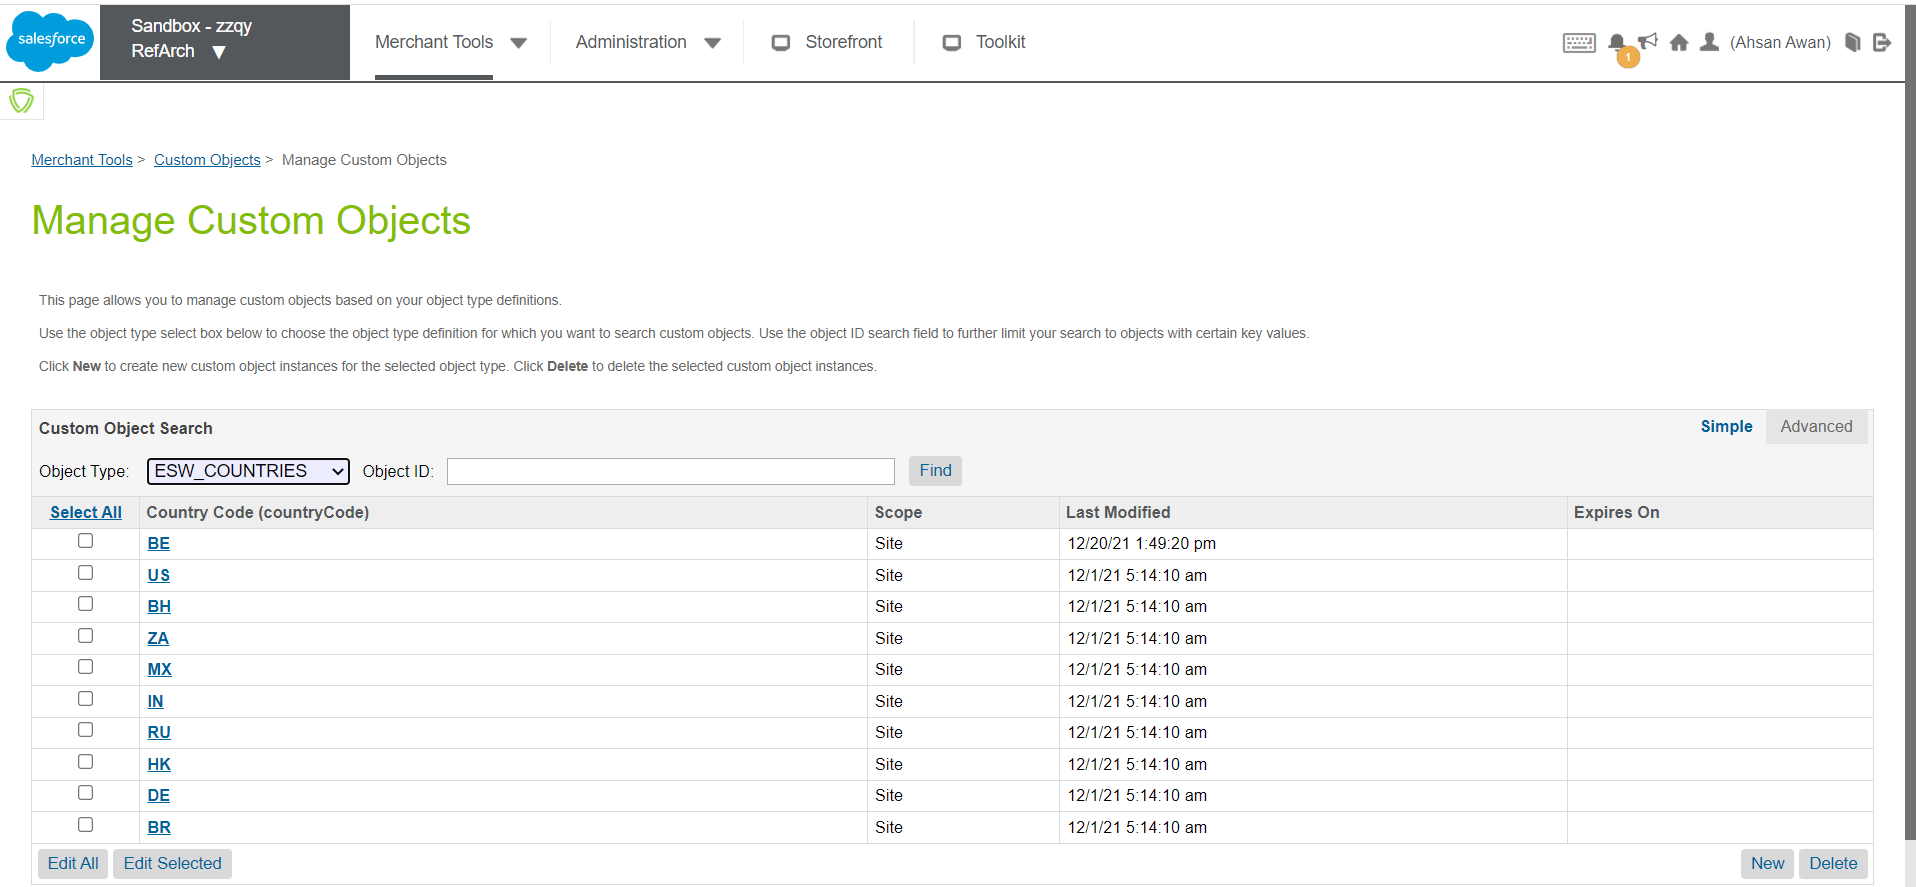 salesforce
Sandbox - zzqy
RefArch
Merchant Tools
Administration
Storefront
Toolkit
1
(Ahsan Awan)
Merchant Tools > Custom Objects > Manage Custom Objects
Manage Custom Objects
This page allows you to manage custom objects based on your object type definitions.
Use the object type select box below to choose the object type definition for which you want to search custom objects. Use the object ID search field to further limit your search to objects with certain key values.
Click New to create new custom object instances for the selected object type. Click Delete to delete the selected custom object instances.
Custom Object Search
Simple
Advanced
Object Type: ESW_COUNTRIES Object ID: Find
Select All Country Code (countryCode) Scope Last Modified Expires On
BE Site 12/20/21 1:49:20 pm
US Site 12/1/21 5:14:10 am
BH Site 12/1/21 5:14:10 am
ZA Site 12/1/21 5:14:10 am
MX Site 12/1/21 5:14:10 am
IN Site 12/1/21 5:14:10 am
RU Site 12/1/21 5:14:10 am
HK Site 12/1/21 5:14:10 am
DE Site 12/1/21 5:14:10 am
BR Site 12/1/21 5:14:10 am
Edit All Edit Selected New Delete